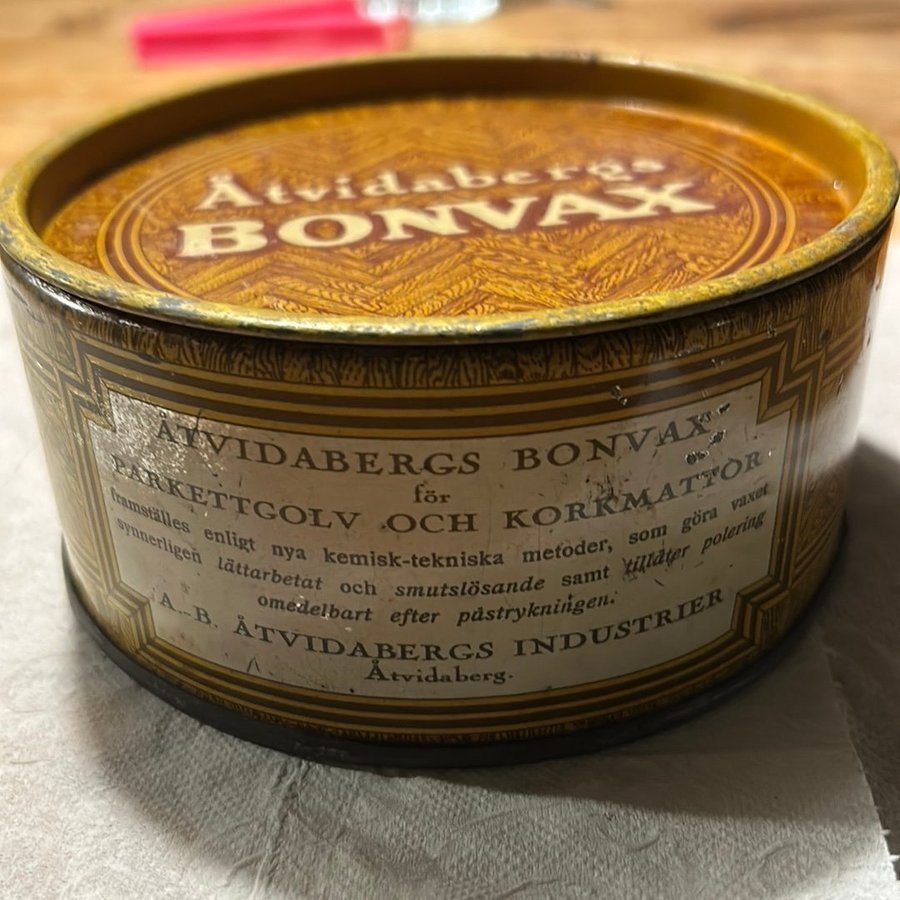 Åtvidabergs
BONVAX
ÅTVIDABERGS BONVAX
för
PARKETTGOLV OCH KORKMATTOR
framställes enligt nya kemisk-tekniska metoder, som göra vaxet
synnerligen lättarbetat och smutslösande samt tillåter polering
omedelbart efter påstrykningen.
A.-B. ÅTVIDABERGS INDUSTRIER
Åtvidaberg.